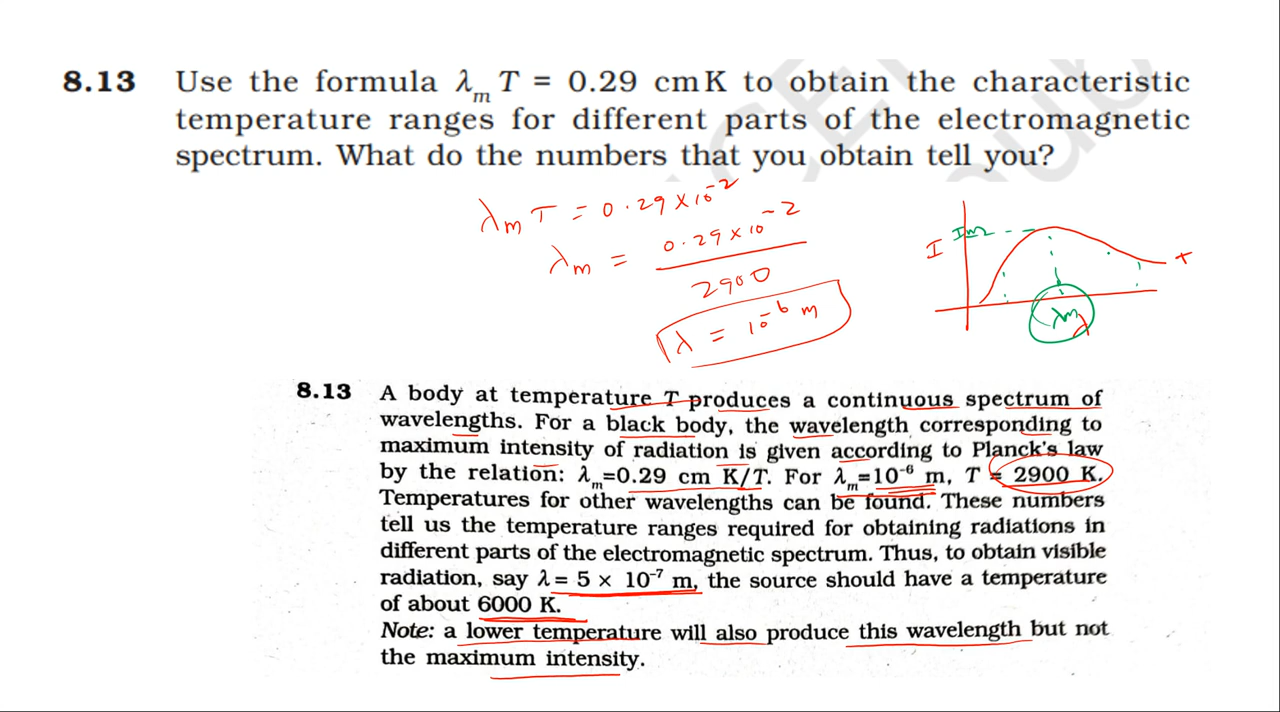 8.13 Use the formula λm T = 0.29 cm K to obtain the characteristic
temperature ranges for different parts of the electromagnetic
spectrum. What do the numbers that you obtain tell you?
λm T = 0.29 × 10⁻²
λm = 0.29 × 10⁻² / 2900
λ = 10⁻⁶ m
I
λm
λ
8.13 A body at temperature T produces a continuous spectrum of
wavelengths. For a black body, the wavelength corresponding to
maximum intensity of radiation is given according to Planck's law
by the relation: λm=0.29 cm K/T. For λm=10⁻⁶ m, T = 2900 K.
Temperatures for other wavelengths can be found. These numbers
tell us the temperature ranges required for obtaining radiations in
different parts of the electromagnetic spectrum. Thus, to obtain visible
radiation, say λ = 5 × 10⁻⁷ m, the source should have a temperature
of about 6000 K.
Note: a lower temperature will also produce this wavelength but not
the maximum intensity.